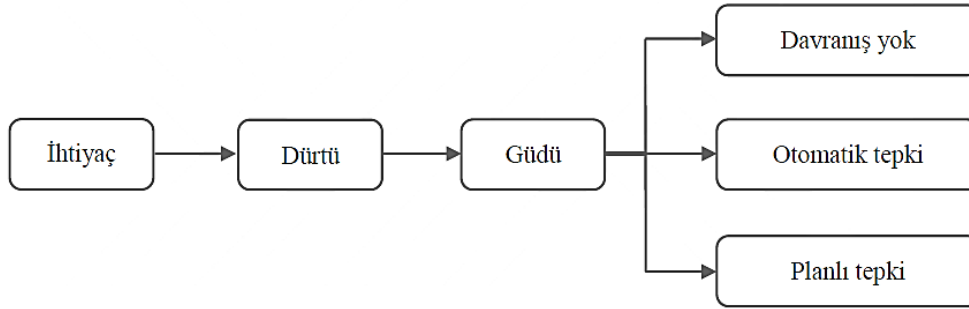 Davranış yok
İhtiyaç
Dürtü
Güdü
Otomatik tepki
Planlı tepki